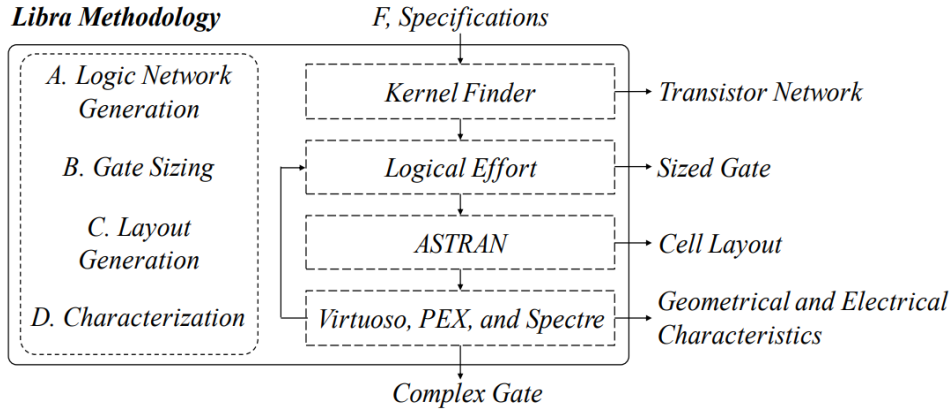 Libra Methodology
F, Specifications
A. Logic Network
Generation
Kernel Finder
Transistor Network
B. Gate Sizing
Logical Effort
Sized Gate
C. Layout
Generation
ASTRAN
Cell Layout
D. Characterization
Virtuoso, PEX, and Spectre
Geometrical and Electrical
Characteristics
Complex Gate